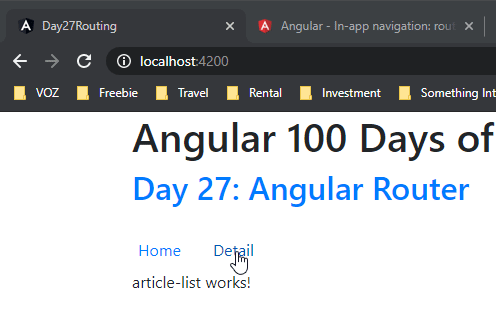 Day27Routing
Angular - In-app navigation: rout
localhost:4200
VOZ Freebie Travel Rental Investment Something Int
Angular 100 Days of
Day 27: Angular Router
Home Detail
article-list works!